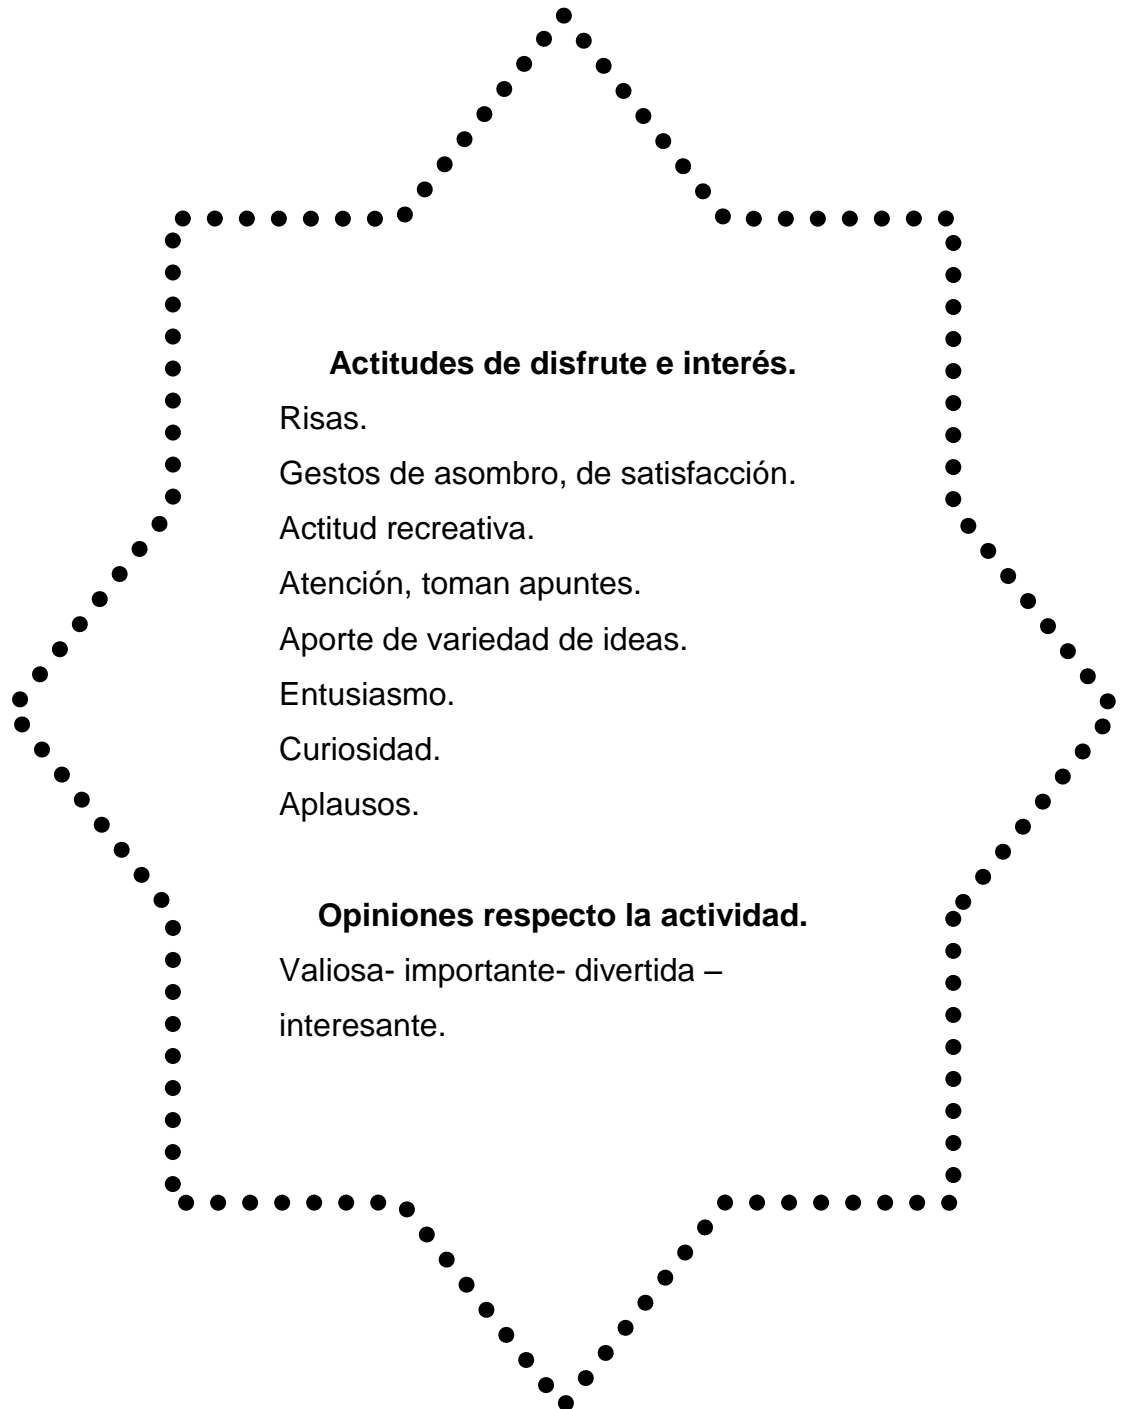 Actitudes de disfrute e interés.
Risas.
Gestos de asombro, de satisfacción.
Actitud recreativa.
Atención, toman apuntes.
Aporte de variedad de ideas.
Entusiasmo.
Curiosidad.
Aplausos.
Opiniones respecto la actividad.
Valiosa- importante- divertida –
interesante.